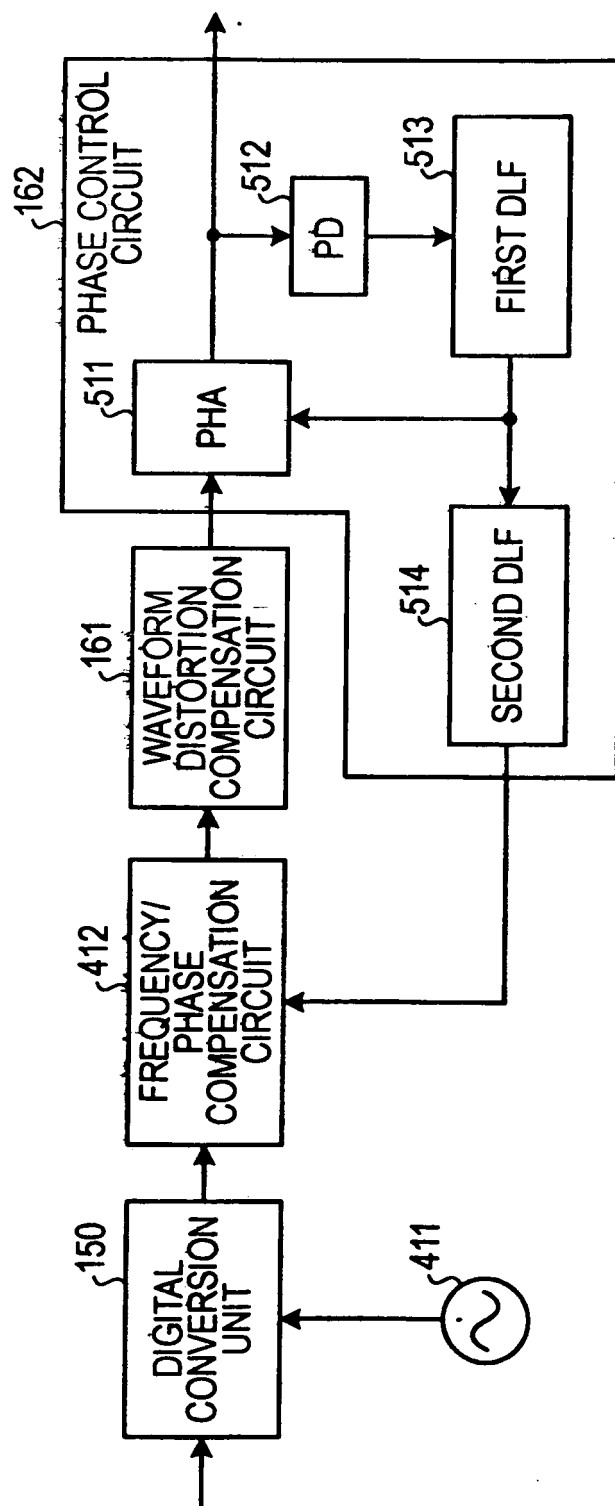 150
DIGITAL
CONVERSION
UNIT
411
412
FREQUENCY/
PHASE
COMPENSATION
CIRCUIT
161
WAVEFORM
DISTORTION
COMPENSATION
CIRCUIT
162
PHASE CONTROL
CIRCUIT
511
PHA
512
PD
513
FIRST DLF
514
SECOND DLF